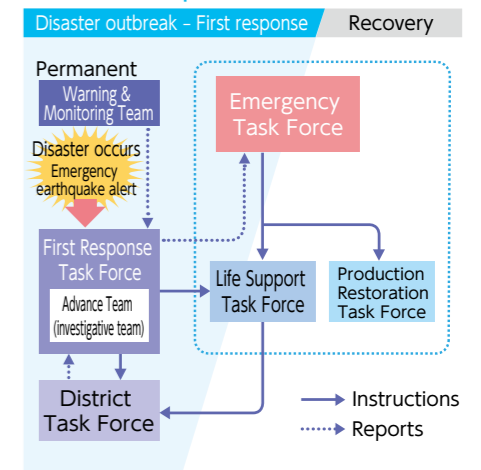 Disaster outbreak – First response
Recovery
Permanent
Warning &
Monitoring Team
Disaster occurs
Emergency
earthquake alert
Emergency
Task Force
First Response
Task Force
Advance Team
(investigative team)
Life Support
Task Force
Production
Restoration
Task Force
District
Task Force
Instructions
Reports